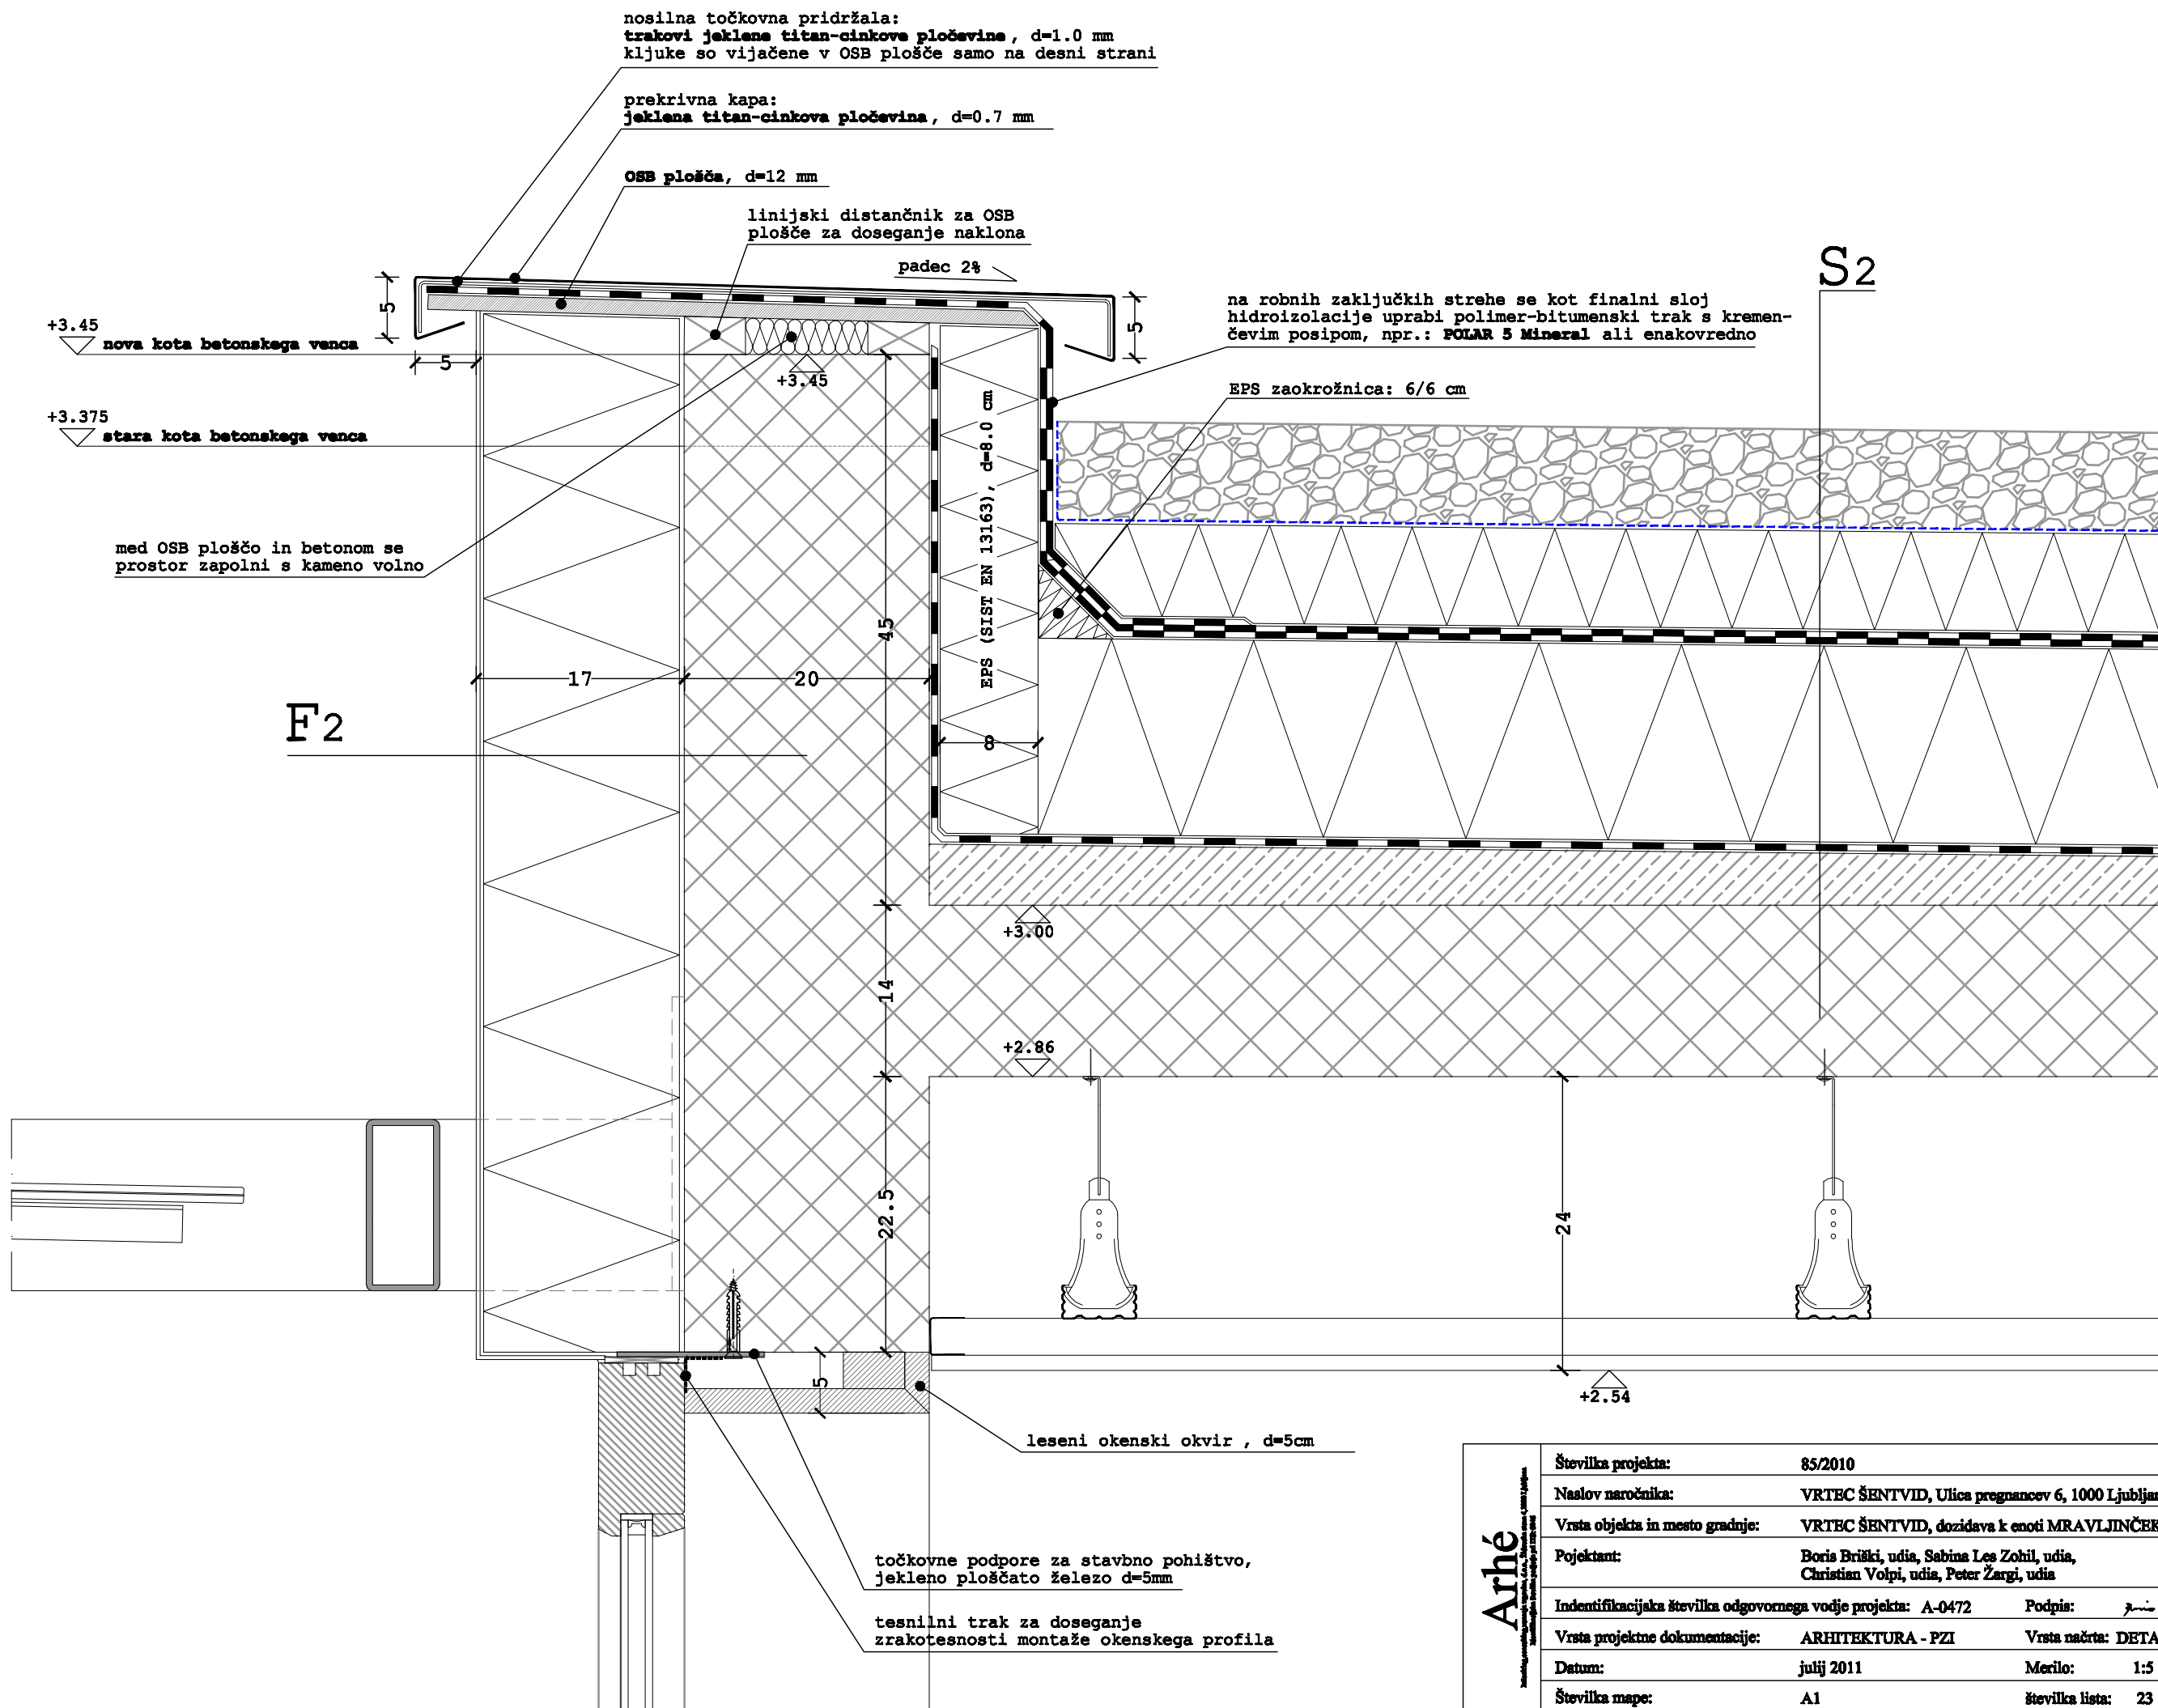 nosilna točkovna pridržala:
trakovi jeklene titan-cinkove pločevine, d=1.0 mm
kljuke so vijačene v OSB plošče samo na desni strani
prekrivna kapa:
jeklena titan-cinkova pločevina, d=0.7 mm
OSB plošča, d=12 mm
linijski distančnik za OSB
plošče za doseganje naklona
padec 2%
S2
na robnih zaključkih strehe se kot finalni sloj
hidroizolacije uprabi polimer-bitumenski trak s kremen-
čevim posipom, npr.: POLAR 5 Mineral ali enakovredno
5
5
+3.45
nova kota betonskega venca
5
+3.45
EPS zaokrožnica: 6/6 cm
+3.375
stara kota betonskega venca
EPS (SIST EN 13163), d=8.0 cm
med OSB ploščo in betonom se
prostor zapolni s kameno volno
45
17
20
F2
8
+3.00
14
+2.86
22.5
24
5
+2.54
leseni okenski okvir , d=5cm
točkovne podpore za stavbno pohištvo,
jekleno ploščato železo d=5mm
tesnilni trak za doseganje
zrakotesnosti montaže okenskega profila
Arhé
Številka projekta: 85/2010
Naslov naročnika: VRTEC ŠENTVID, Ulica pregnancev 6, 1000 Ljubljan
Vrsta objekta in mesto gradnje: VRTEC ŠENTVID, dozidava k enoti MRAVLJINČEK
Pojektant: Boris Briški, udia, Sabina Les Zohil, udia,
Christian Volpi, udia, Peter Žargi, udia
Indentifikacijska številka odgovornega vodje projekta: A-0472 Podpis:
Vrsta projektne dokumentacije: ARHITEKTURA - PZI Vrsta načrta: DETA
Datum: julij 2011 Merilo: 1:5
Številka mape: A1 številka lista: 23